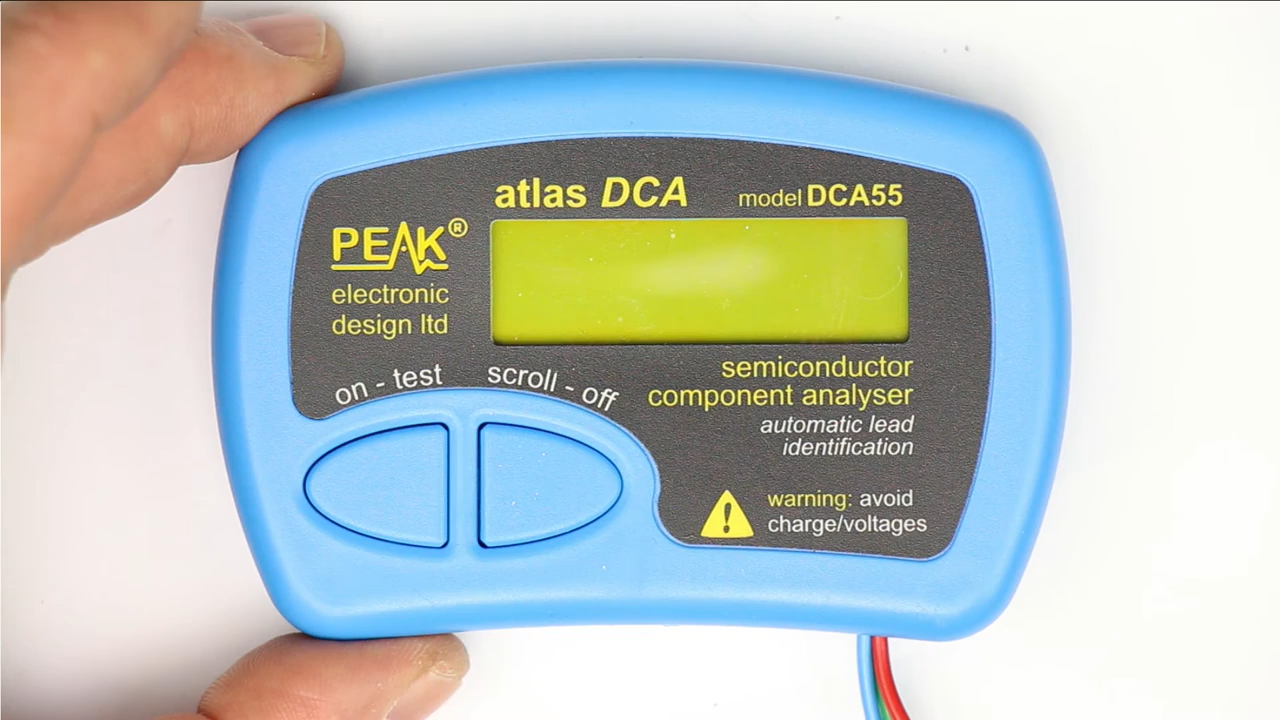 atlas DCA
model DCA55
PEAK®
electronic
design ltd
on - test
scroll - off
semiconductor
component analyser
automatic lead
identification
warning: avoid
charge/voltages